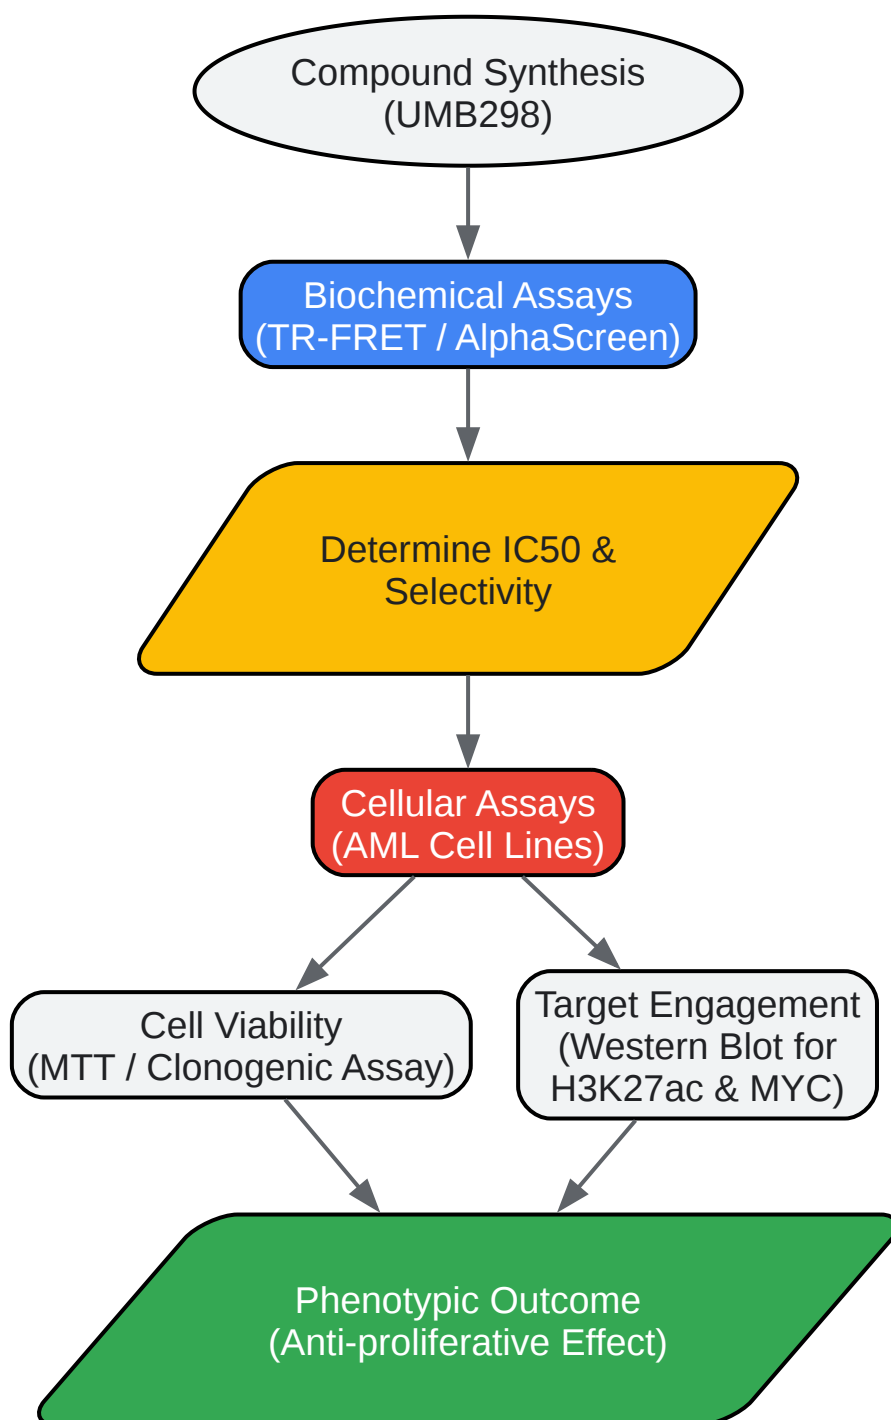 Compound Synthesis
(UMB298)
Biochemical Assays
(TR-FRET / AlphaScreen)
Determine IC50 &
Selectivity
Cellular Assays
(AML Cell Lines)
Cell Viability
(MTT / Clonogenic Assay)
Target Engagement
(Western Blot for
H3K27ac & MYC)
Phenotypic Outcome
(Anti-proliferative Effect)